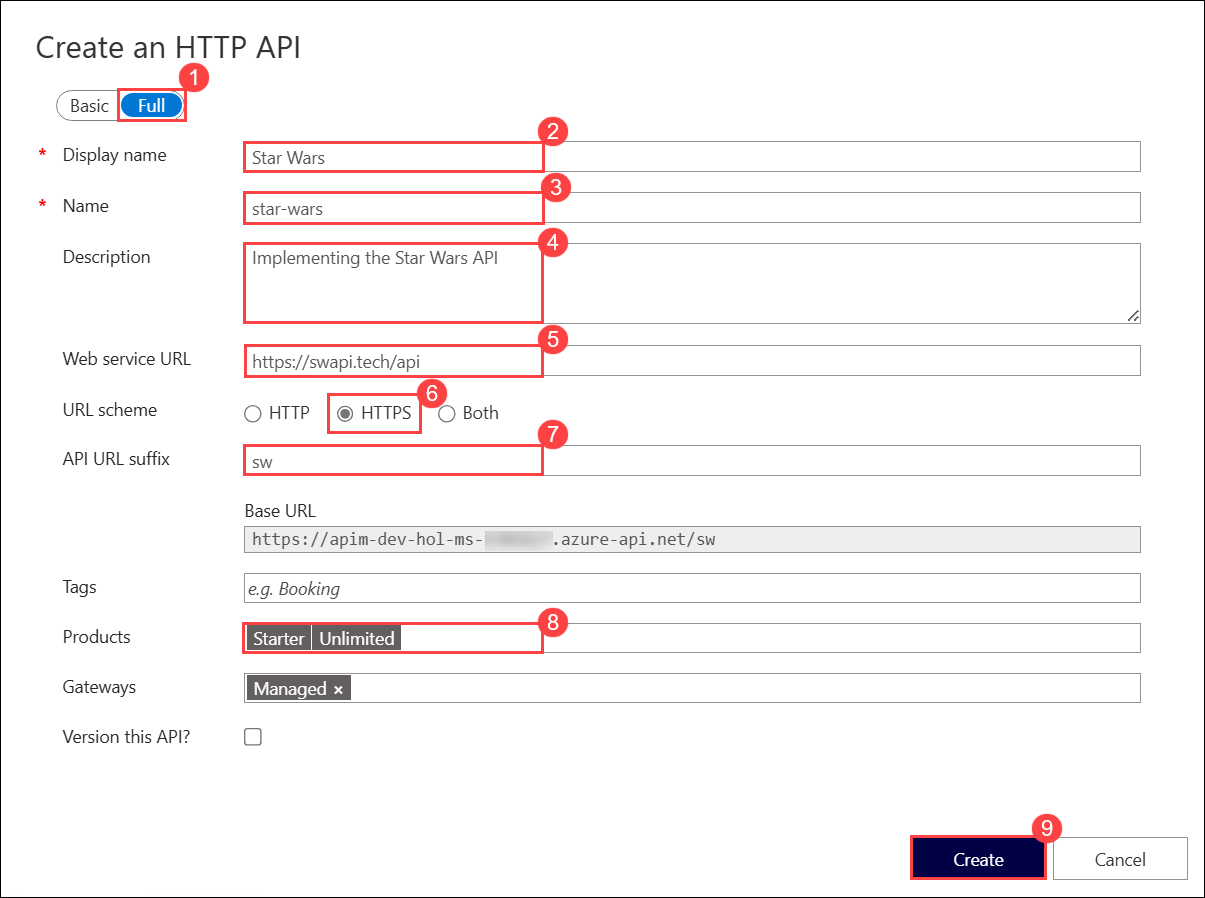 Create an HTTP API
1
Basic Full
2
* Display name Star Wars
3
* Name star-wars
4
Description Implementing the Star Wars API
5
Web service URL https://swapi.tech/api
6
URL scheme HTTP HTTPS Both
7
API URL suffix sw
Base URL
https://apim-dev-hol-ms- .azure-api.net/sw
Tags e.g. Booking
8
Products Starter Unlimited
Gateways Managed ×
Version this API?
9
Create Cancel